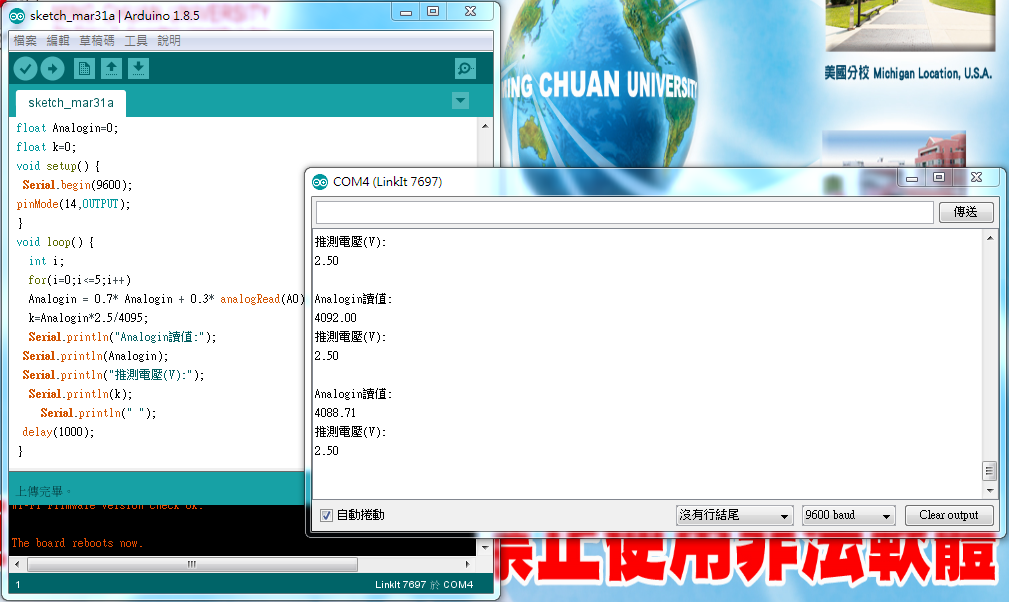 sketch_mar31a | Arduino 1.8.5
檔案 編輯 草稿碼 工具 說明
sketch_mar31a
float Analogin=0;
float k=0;
void setup() {
Serial.begin(9600);
pinMode(14,OUTPUT);
}
void loop() {
int i;
for(i=0;i<=5;i++)
Analogin = 0.7* Analogin + 0.3* analogRead(A0)
k=Analogin*2.5/4095;
Serial.println("Analogin讀值:");
Serial.println(Analogin);
Serial.println("推測電壓(V):");
Serial.println(k);
Serial.println(" ");
delay(1000);
}
上傳完畢。
Wi-Fi firmware version check ok.
The board reboots now.
1
LinkIt 7697 於 COM4
COM4 (LinkIt 7697)
傳送
推測電壓(V):
2.50
Analogin讀值:
4092.00
推測電壓(V):
2.50
Analogin讀值:
4088.71
推測電壓(V):
2.50
自動捲動
沒有行結尾
9600 baud
Clear output
MING CHUAN UNIVERSITY
美國分校 Michigan Location, U.S.A.
禁止使用非法軟體